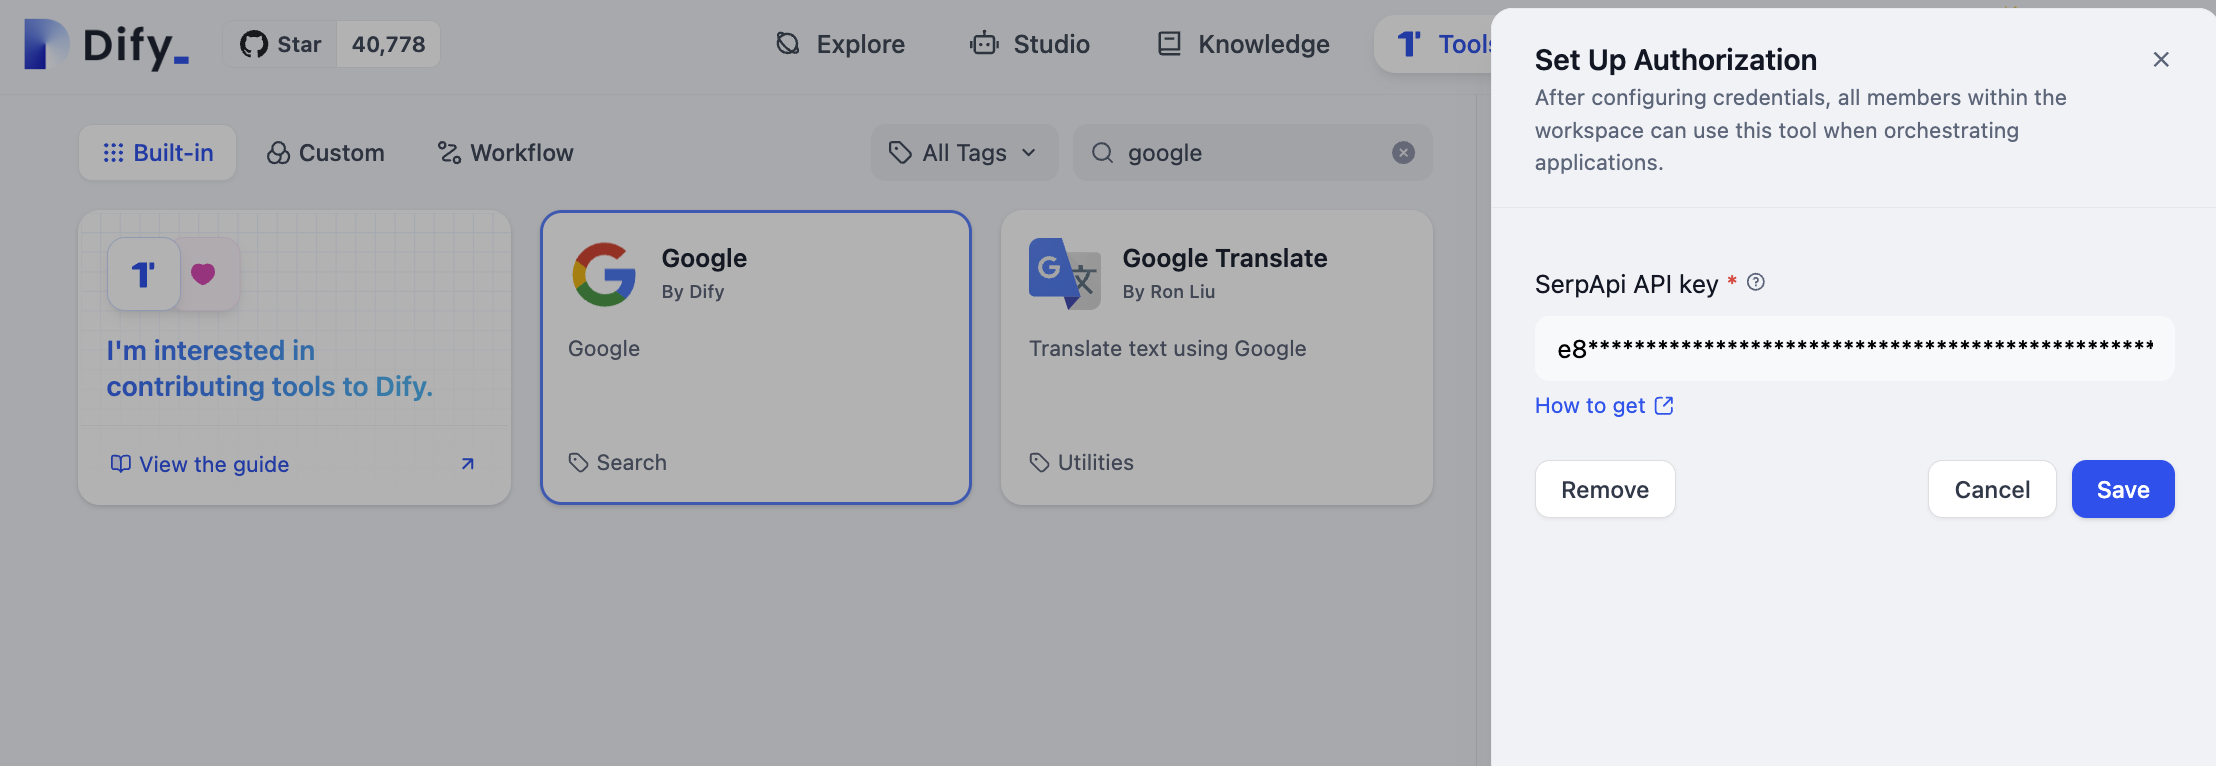 Dify_
Star 40,778
Explore
Studio
Knowledge
Tools
Built-in
Custom
Workflow
All Tags
google
I'm interested in
contributing tools to Dify.
View the guide
Google
By Dify
Google
Search
Google Translate
By Ron Liu
Translate text using Google
Utilities
Set Up Authorization
After configuring credentials, all members within the
workspace can use this tool when orchestrating
applications.
SerpApi API key *
e8*************************************************
How to get
Remove
Cancel
Save